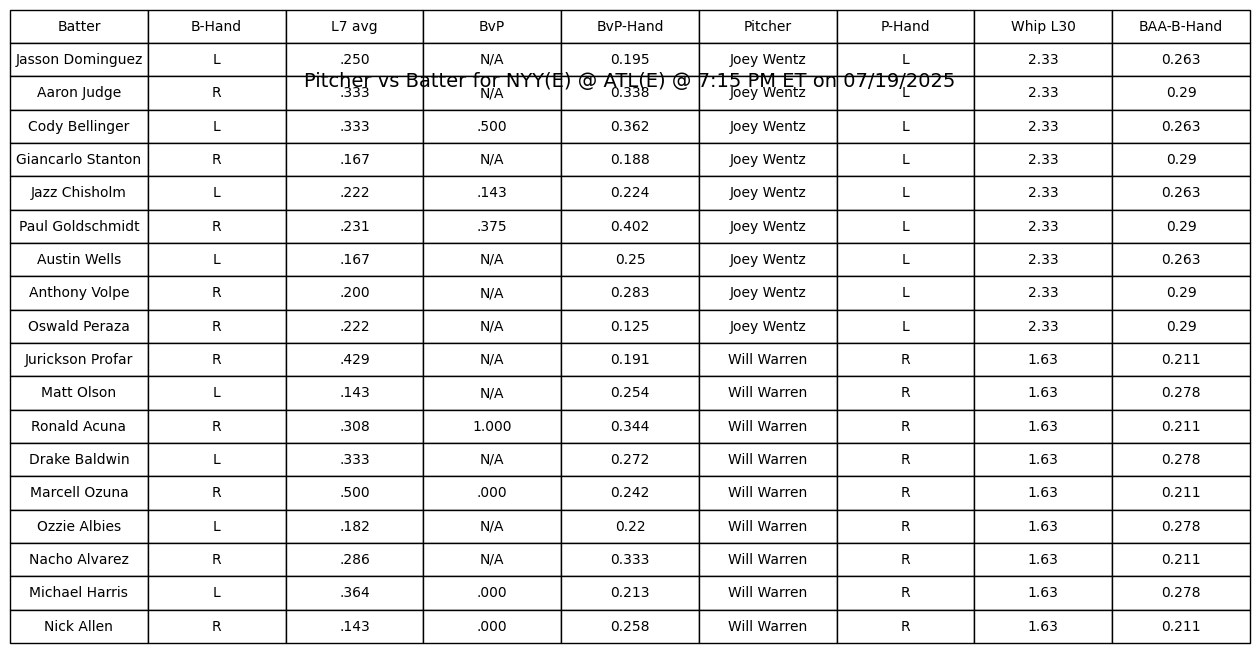 Batter B-Hand L7 avg BvP BvP-Hand Pitcher P-Hand Whip L30 BAA-B-Hand
Jasson Dominguez L .250 N/A 0.195 Joey Wentz L 2.33 0.263
Pitcher vs Batter for NYY(E) @ ATL(E) @ 7:15 PM ET on 07/19/2025
Aaron Judge R .333 N/A 0.338 Joey Wentz L 2.33 0.29
Cody Bellinger L .333 .500 0.362 Joey Wentz L 2.33 0.263
Giancarlo Stanton R .167 N/A 0.188 Joey Wentz L 2.33 0.29
Jazz Chisholm L .222 .143 0.224 Joey Wentz L 2.33 0.263
Paul Goldschmidt R .231 .375 0.402 Joey Wentz L 2.33 0.29
Austin Wells L .167 N/A 0.25 Joey Wentz L 2.33 0.263
Anthony Volpe R .200 N/A 0.283 Joey Wentz L 2.33 0.29
Oswald Peraza R .222 N/A 0.125 Joey Wentz L 2.33 0.29
Jurickson Profar R .429 N/A 0.191 Will Warren R 1.63 0.211
Matt Olson L .143 N/A 0.254 Will Warren R 1.63 0.278
Ronald Acuna R .308 1.000 0.344 Will Warren R 1.63 0.211
Drake Baldwin L .333 N/A 0.272 Will Warren R 1.63 0.278
Marcell Ozuna R .500 .000 0.242 Will Warren R 1.63 0.211
Ozzie Albies L .182 N/A 0.22 Will Warren R 1.63 0.278
Nacho Alvarez R .286 N/A 0.333 Will Warren R 1.63 0.211
Michael Harris L .364 .000 0.213 Will Warren R 1.63 0.278
Nick Allen R .143 .000 0.258 Will Warren R 1.63 0.211